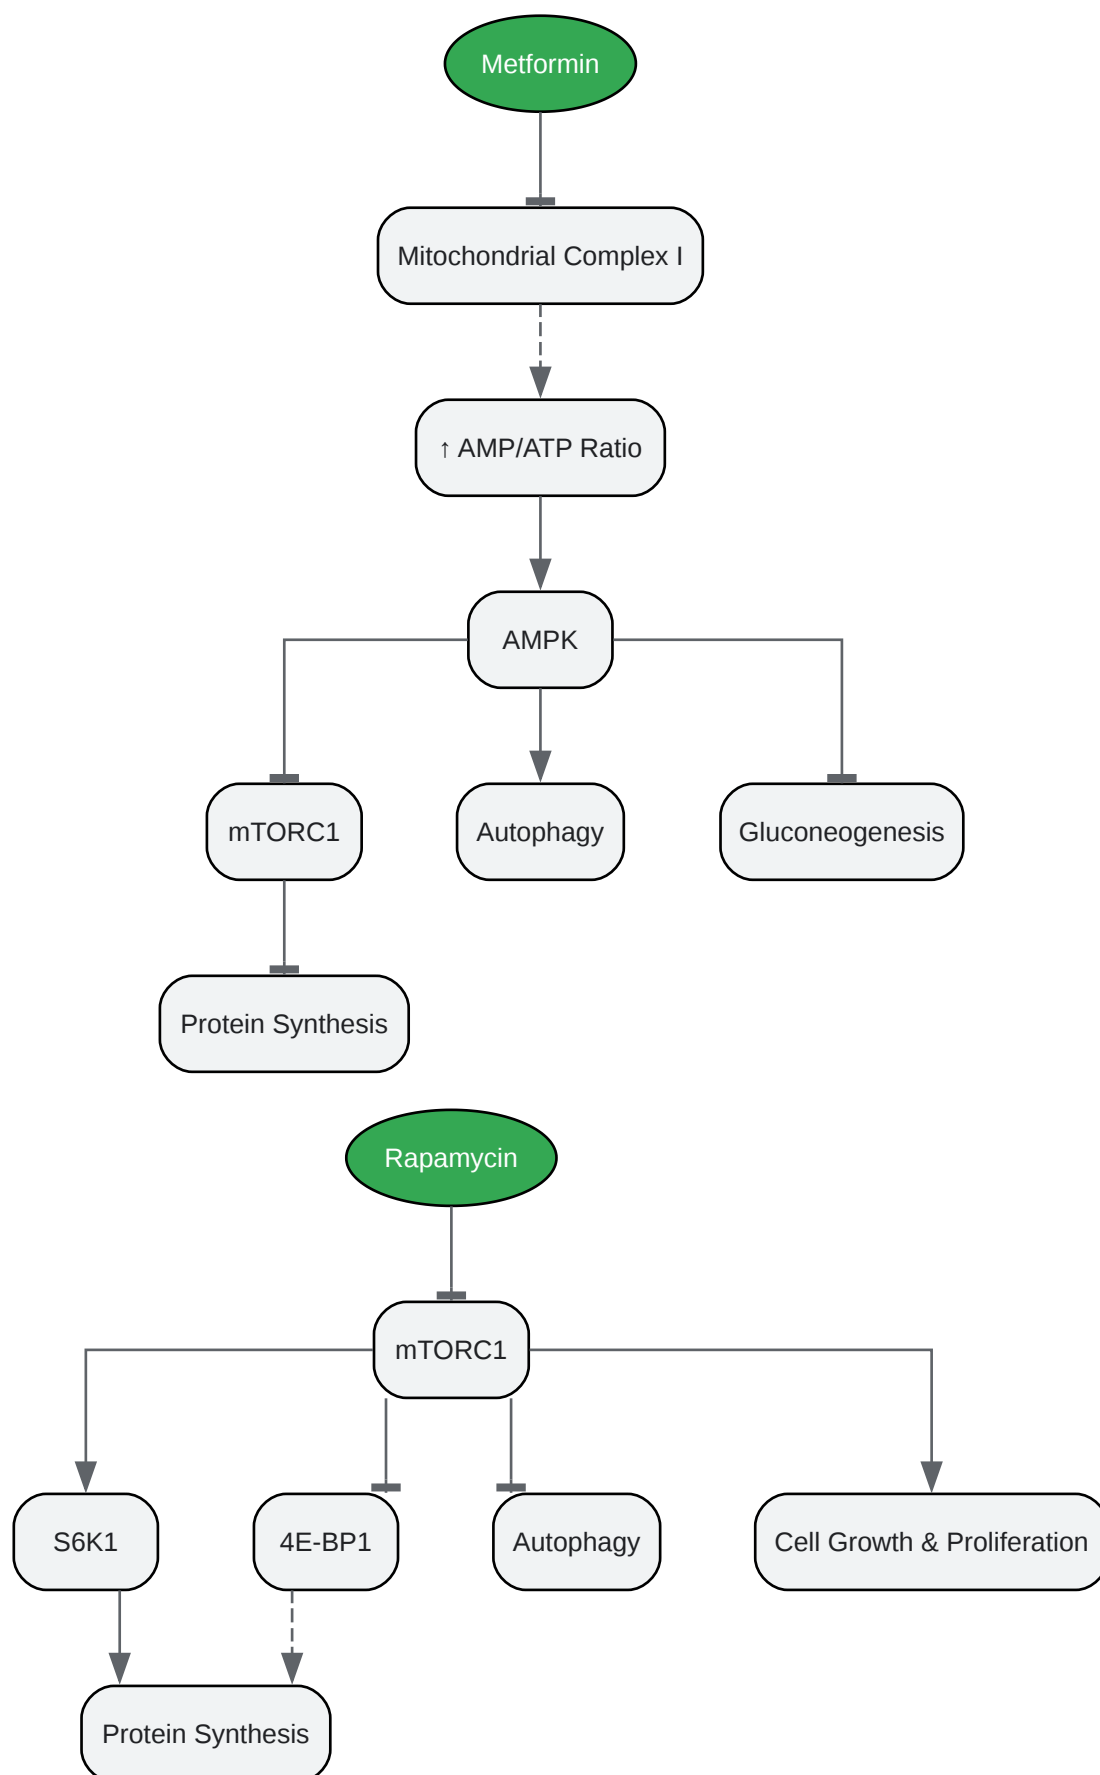 Metformin
Mitochondrial Complex I
↑ AMP/ATP Ratio
AMPK
mTORC1
Autophagy
Gluconeogenesis
Protein Synthesis
Rapamycin
mTORC1
S6K1
4E-BP1
Autophagy
Cell Growth & Proliferation
Protein Synthesis